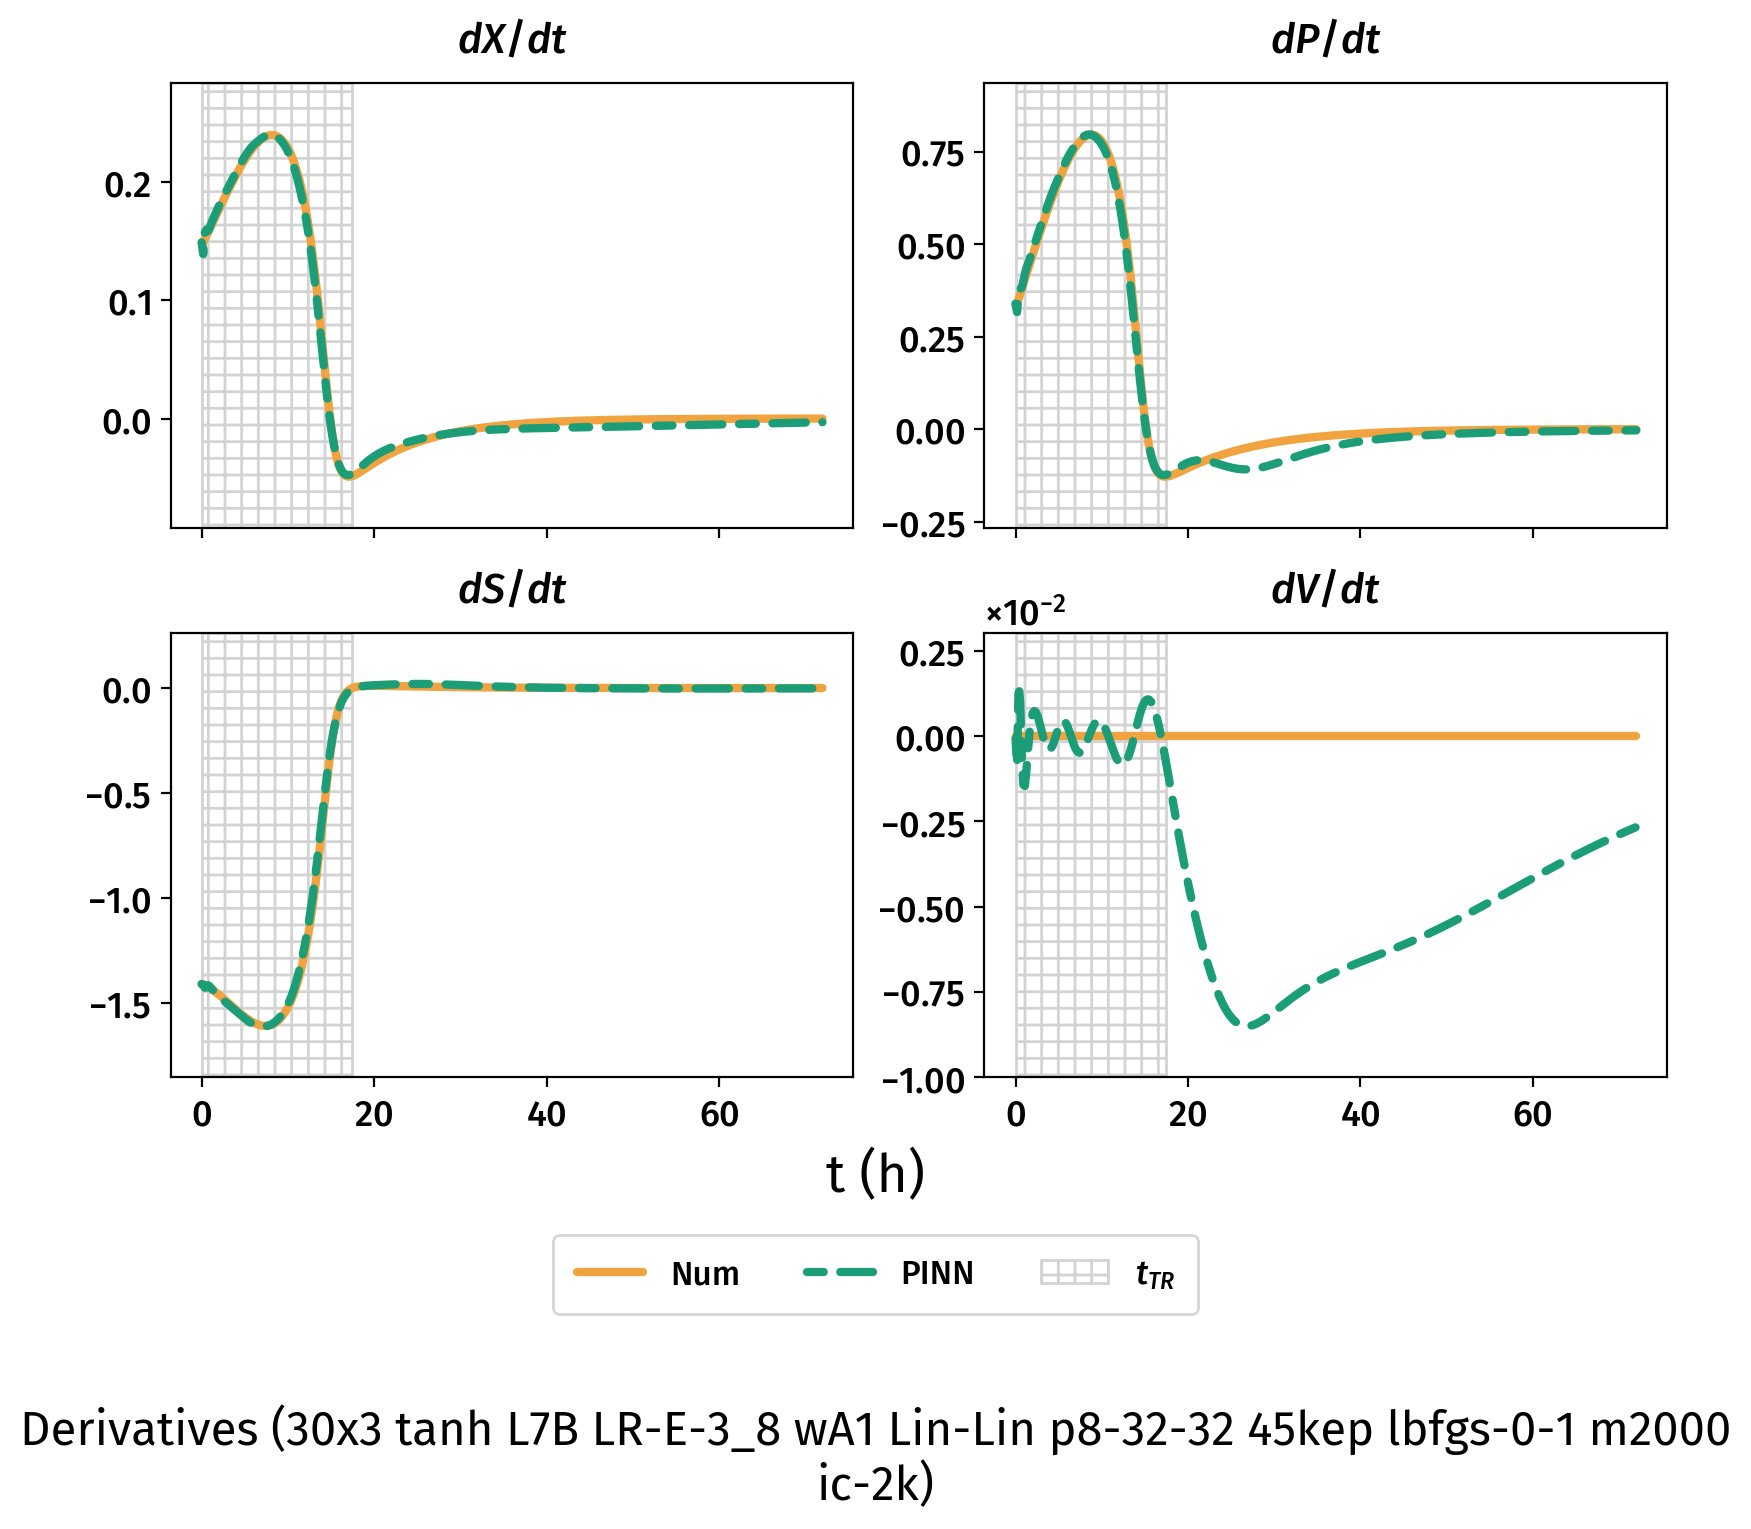 dX/dt
dP/dt
0.2
0.1
0.0
0.75
0.50
0.25
0.00
−0.25
dS/dt
dV/dt
×10⁻²
0.0
−0.5
−1.0
−1.5
0.25
0.00
−0.25
−0.50
−0.75
−1.00
0 20 40 60
0 20 40 60
t (h)
Num PINN t_TR
Derivatives (30x3 tanh L7B LR-E-3_8 wA1 Lin-Lin p8-32-32 45kep lbfgs-0-1 m2000
ic-2k)